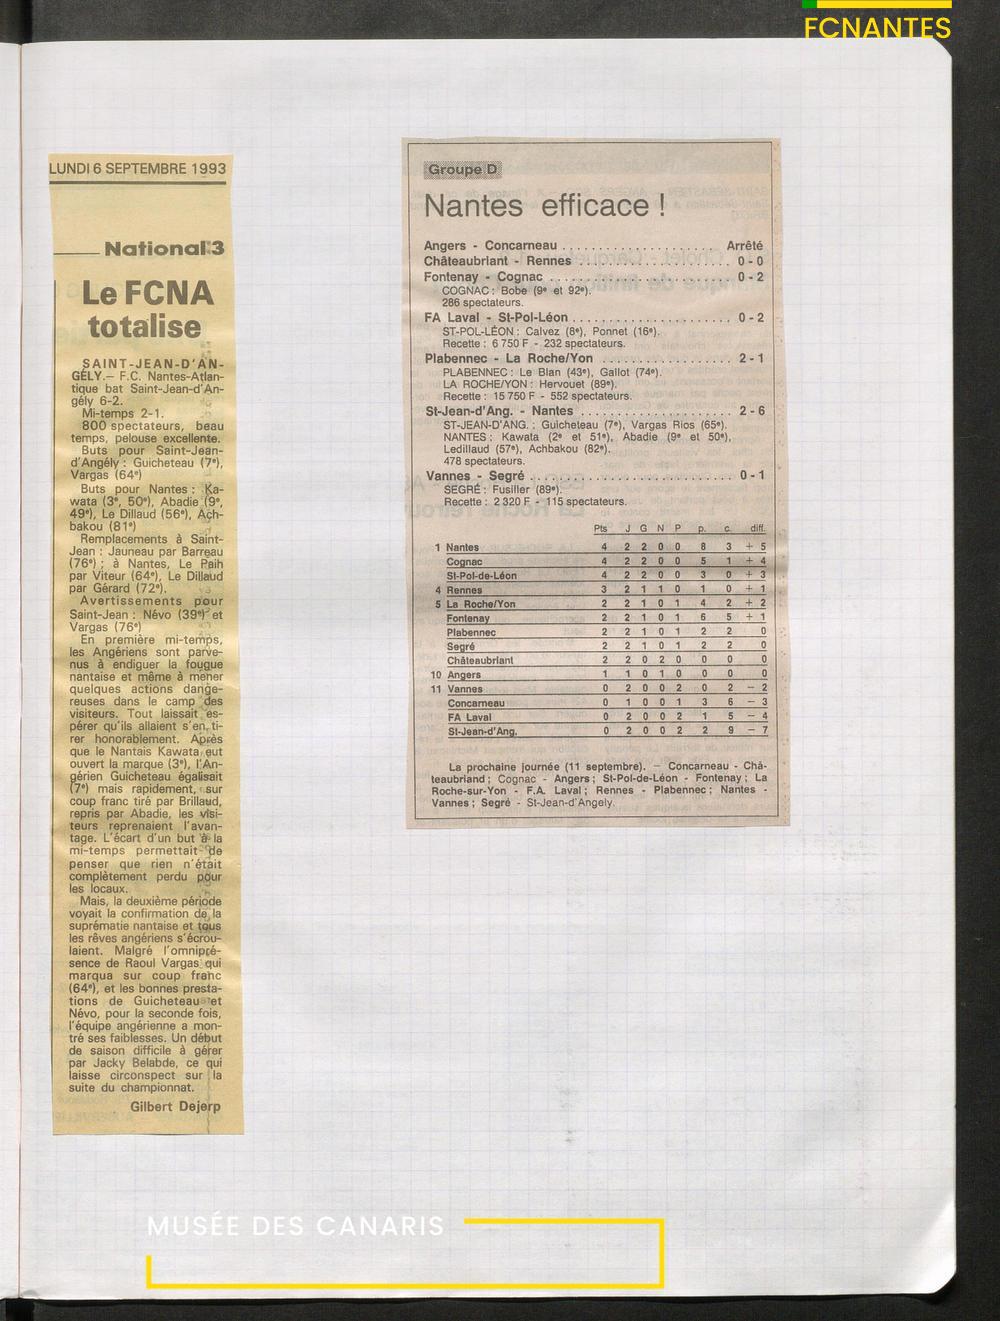 FCNANTES
LUNDI 6 SEPTEMBRE 1993
National 3
Le FCNA
totalise
SAINT-JEAN-D'AN-
GÉLY. – F.C. Nantes-Atlan-
tique bat Saint-Jean-d'An-
gély 6-2.
Mi-temps 2-1.
800 spectateurs, beau
temps, pelouse excellente.
Buts pour Saint-Jean-
d'Angély : Guicheteau (7e),
Vargas (64e)
Buts pour Nantes : Ka-
wata (3e, 50e), Abadie (9e,
49e), Le Dillaud (56e), Ach-
bakou (81e)
Remplacements à Saint-
Jean : Jauneau par Barreau
(76e) ; à Nantes, Le Paih
par Viteur (64e), Le Dillaud
par Gérard (72e).
Avertissements pour
Saint-Jean : Névo (39e) et
Vargas (76e)
En première mi-temps,
les Angériens sont parve-
nus à endiguer la fougue
nantaise et même à mener
quelques actions dange-
reuses dans le camp des
visiteurs. Tout laissait es-
pérer qu'ils allaient s'en ti-
rer honorablement. Après
que le Nantais Kawata eut
ouvert la marque (3e), l'An-
gérien Guicheteau égalisait
(7e) mais rapidement, sur
coup franc tiré par Brillaud,
repris par Abadie, les visi-
teurs reprenaient l'avan-
tage. L'écart d'un but à la
mi-temps permettait de
penser que rien n'était
complètement perdu pour
les locaux.
Mais, la deuxième période
voyait la confirmation de la
suprématie nantaise et tous
les rêves angériens s'écrou-
laient. Malgré l'omnipré-
sence de Raoul Vargas qui
marqua sur coup franc
(64e), et les bonnes presta-
tions de Guicheteau et
Névo, pour la seconde fois,
l'équipe angérienne a mon-
tré ses faiblesses. Un début
de saison difficile à gérer
par Jacky Belabde, ce qui
laisse circonspect sur la
suite du championnat.
Gilbert Dejerp
Groupe D
Nantes efficace !
Angers - Concarneau .................... Arrêté
Châteaubriant - Rennes .................... 0 - 0
Fontenay - Cognac .................... 0 - 2
COGNAC : Bobe (9e et 92e).
286 spectateurs.
FA Laval - St-Pol-Léon .................... 0 - 2
ST-POL-LÉON : Calvez (8e), Ponnet (16e).
Recette : 6 750 F - 232 spectateurs.
Plabennec - La Roche/Yon .................... 2 - 1
PLABENNEC : Le Blan (43e), Gallot (74e).
LA ROCHE/YON : Hervouet (89e).
Recette : 15 750 F - 552 spectateurs.
St-Jean-d'Ang. - Nantes .................... 2 - 6
ST-JEAN-D'ANG. : Guicheteau (7e), Vargas Rios (65e).
NANTES : Kawata (2e et 51e), Abadie (9e et 50e),
Ledillaud (57e), Achbakou (82e).
478 spectateurs.
Vannes - Segré .................... 0 - 1
SEGRÉ : Fusiller (89e).
Recette : 2 320 F - 115 spectateurs.
Pts J G N P p. c. diff.
1 Nantes 4 2 2 0 0 8 3 + 5
Cognac 4 2 2 0 0 5 1 + 4
St-Pol-de-Léon 4 2 2 0 0 3 0 + 3
4 Rennes 3 2 1 1 0 1 0 + 1
5 La Roche/Yon 2 2 1 0 1 4 2 + 2
Fontenay 2 2 1 0 1 6 5 + 1
Plabennec 2 2 1 0 1 2 2 0
Segré 2 2 1 0 1 2 2 0
Châteaubriant 2 2 0 2 0 0 0 0
10 Angers 1 1 0 1 0 0 0 0
11 Vannes 0 2 0 0 2 0 2 – 2
Concarneau 0 1 0 0 1 3 6 – 3
FA Laval 0 2 0 0 2 1 5 – 4
St-Jean-d'Ang. 0 2 0 0 2 2 9 – 7
La prochaine journée (11 septembre). – Concarneau - Châ-
teaubriand ; Cognac - Angers ; St-Pol-de-Léon - Fontenay ; La
Roche-sur-Yon - F.A. Laval ; Rennes - Plabennec ; Nantes -
Vannes ; Segré - St-Jean-d'Angely.
MUSÉE DES CANARIS